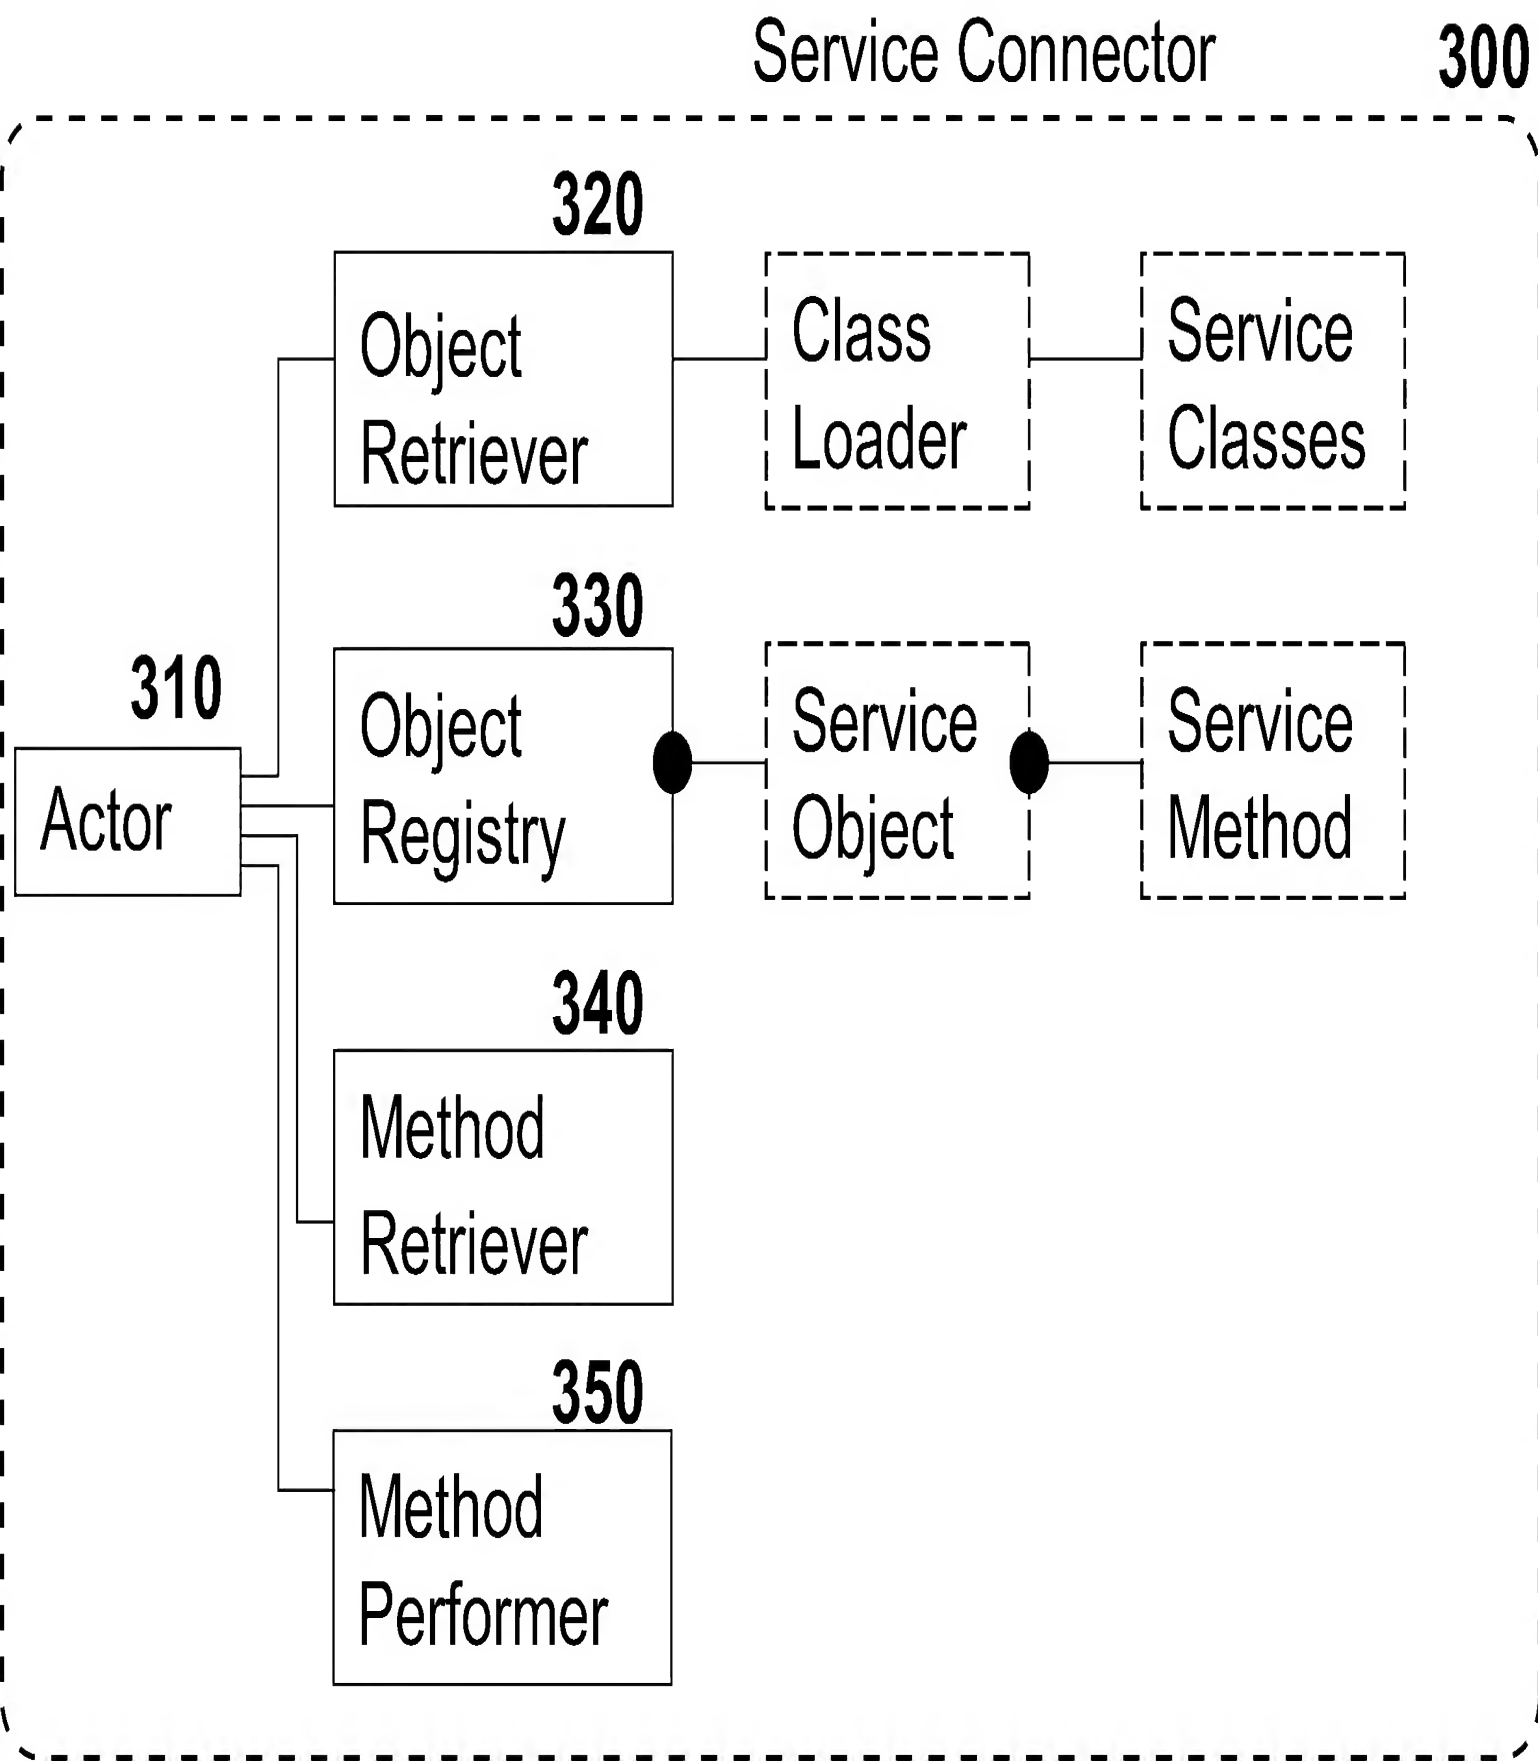 Service Connector 300
320
Object
Retriever
Class
Loader
Service
Classes
330
310
Object
Registry
Service
Object
Service
Method
Actor
340
Method
Retriever
350
Method
Performer